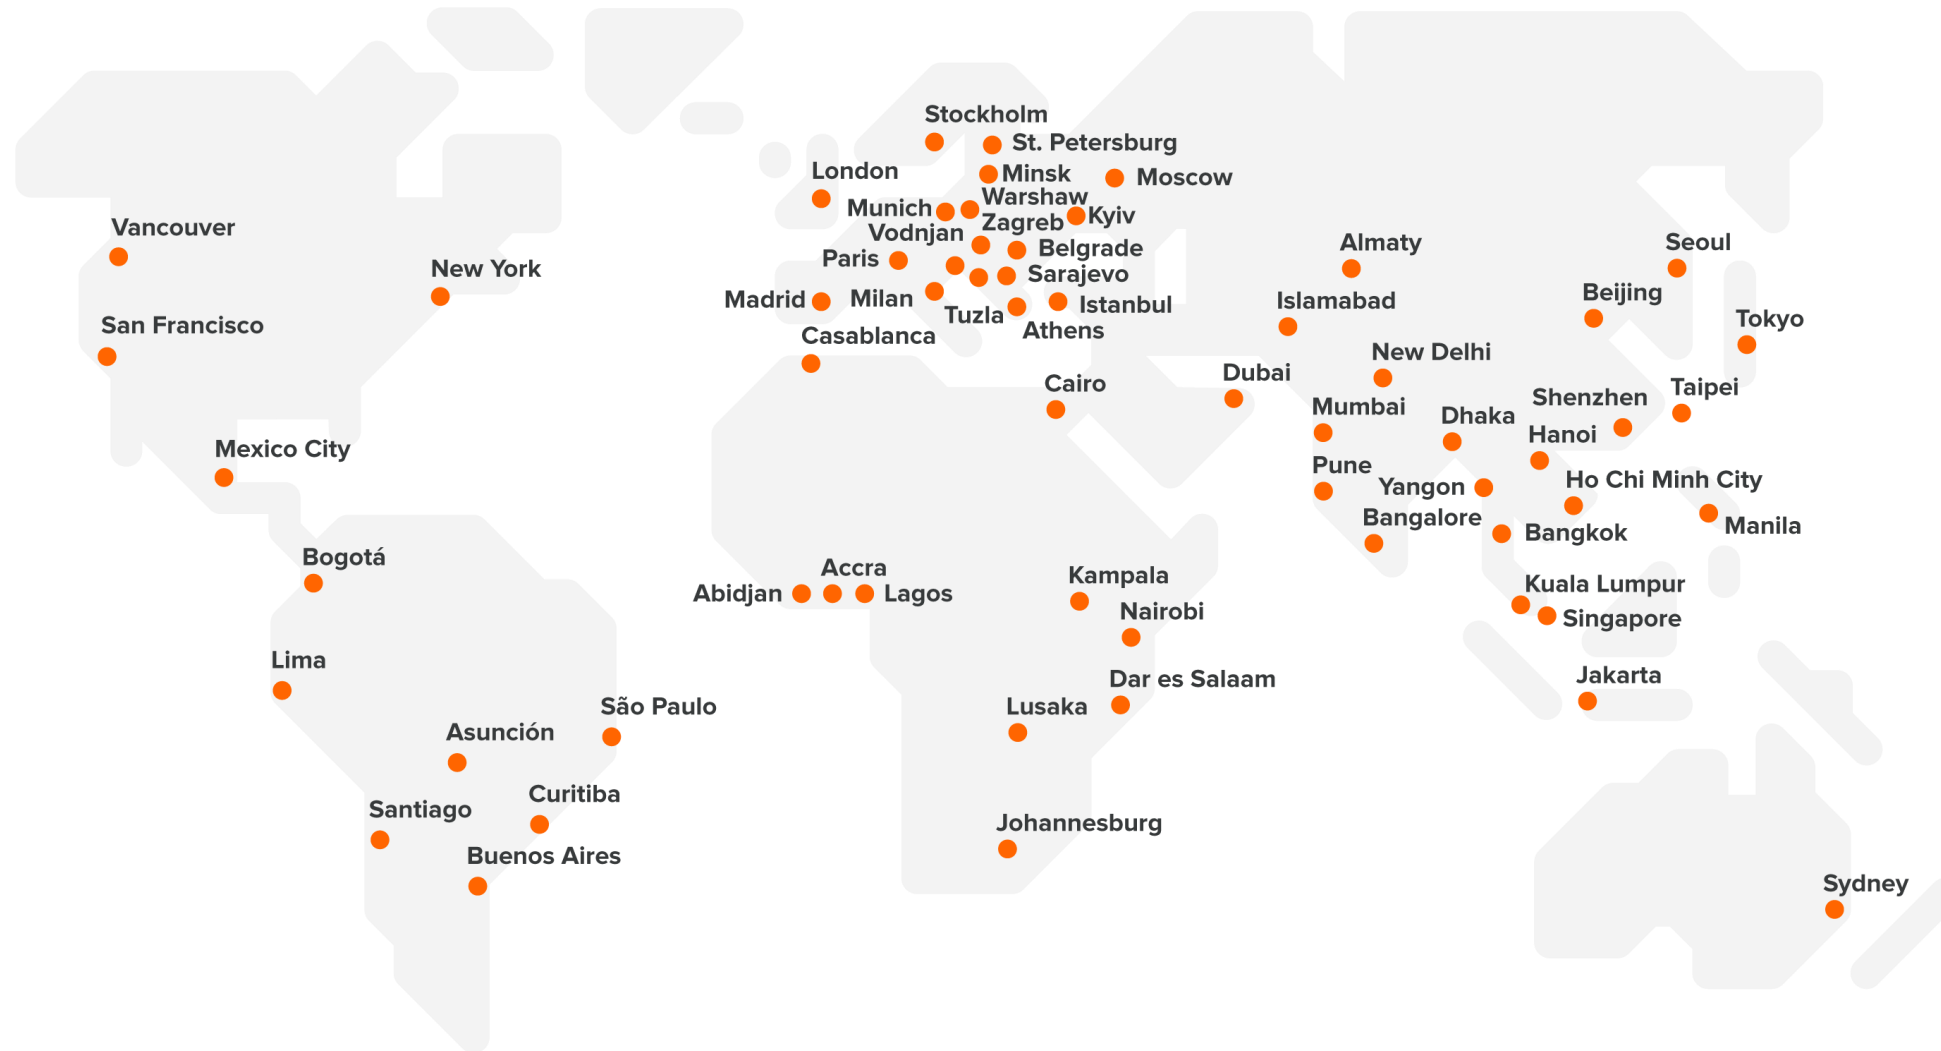 Stockholm
St. Petersburg
London
Minsk
Moscow
Warshaw
Munich
Kyiv
Zagreb
Vancouver
Vodnjan
Almaty
Seoul
Belgrade
Paris
New York
Sarajevo
Beijing
Madrid
Milan
Islamabad
Istanbul
Tuzla
Tokyo
San Francisco
Athens
Casablanca
New Delhi
Dubai
Cairo
Taipei
Shenzhen
Mumbai
Dhaka
Hanoi
Mexico City
Pune
Ho Chi Minh City
Yangon
Bangalore
Manila
Bangkok
Bogotá
Accra
Kampala
Kuala Lumpur
Abidjan
Lagos
Nairobi
Singapore
Lima
Jakarta
Dar es Salaam
São Paulo
Lusaka
Asunción
Curitiba
Santiago
Johannesburg
Buenos Aires
Sydney